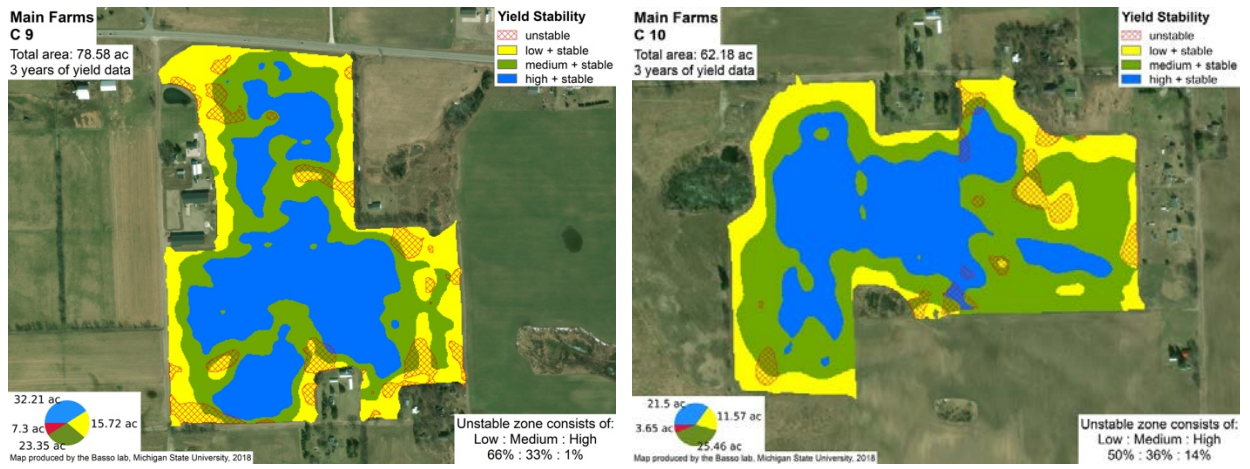 Main Farms
C 9
Total area: 78.58 ac
3 years of yield data
Yield Stability
unstable
low + stable
medium + stable
high + stable
32.21 ac
15.72 ac
7.3 ac
23.35 ac
Unstable zone consists of:
Low : Medium : High
66% : 33% : 1%
Map produced by the Basso lab, Michigan State University, 2018
Main Farms
C 10
Total area: 62.18 ac
3 years of yield data
Yield Stability
unstable
low + stable
medium + stable
high + stable
21.5 ac
11.57 ac
3.65 ac
25.46 ac
Unstable zone consists of:
Low : Medium : High
50% : 36% : 14%
Map produced by the Basso lab, Michigan State University, 2018